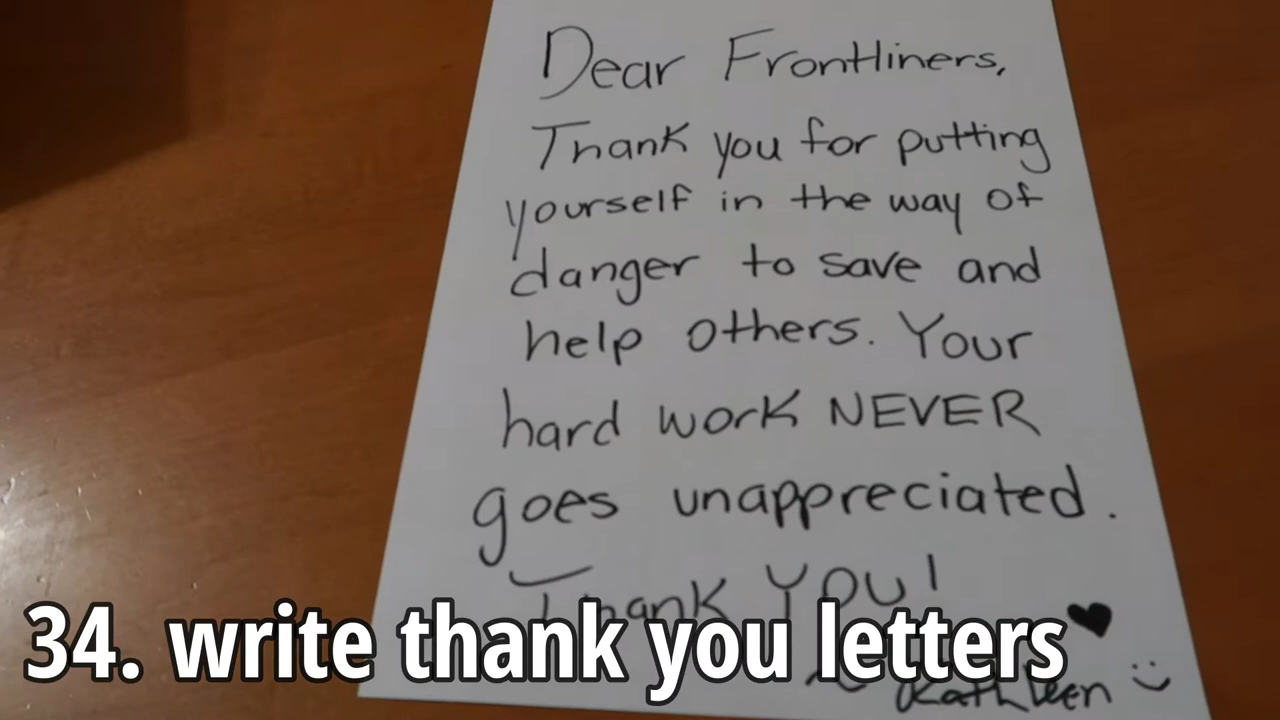 Dear Frontliners,
Thank you for putting
yourself in the way of
danger to save and
help others. Your
hard work NEVER
goes unappreciated.
Thank YOU!
34. write thank you letters
~ Kathleen :)